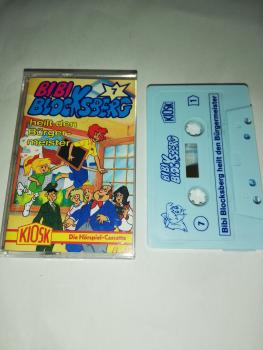 BIBI
BLOCKSBERG
7
heilt den
Bürger-
meister
KIOSK
Die Hörspiel-Cassette
BIBI
BLOCKSBERG
KIOSK
1
7
Bibi Blocksberg heilt den Bürgermeister